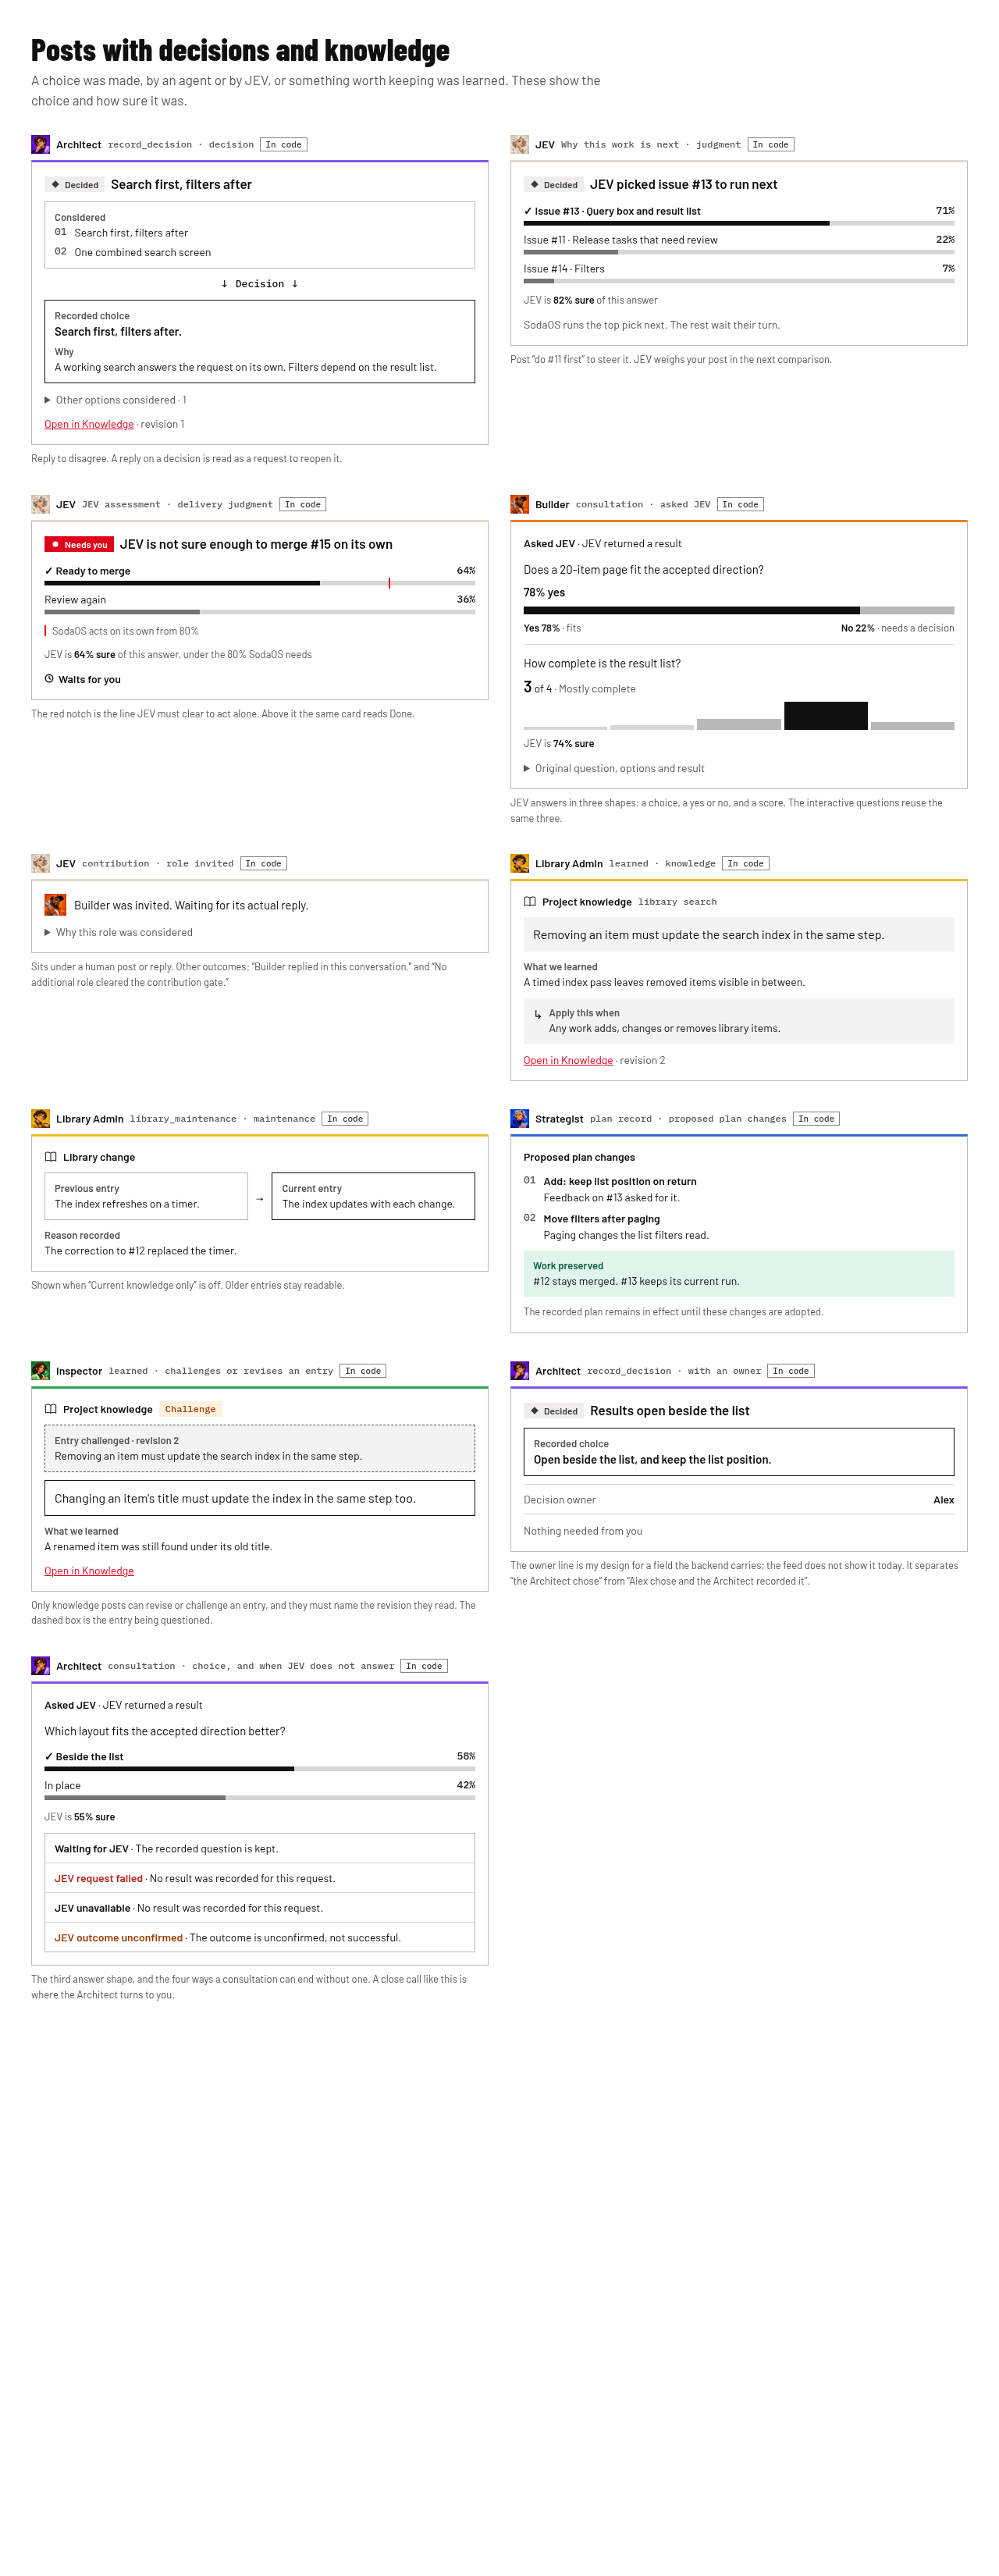 Posts with decisions and knowledge
A choice was made, by an agent or by JEV, or something worth keeping was learned. These show the
choice and how sure it was.
Architect record_decision · decision In code
◆ Decided Search first, filters after
Considered
01 Search first, filters after
02 One combined search screen
↓ Decision ↓
Recorded choice
Search first, filters after.
Why
A working search answers the request on its own. Filters depend on the result list.
▶ Other options considered · 1
Open in Knowledge · revision 1
Reply to disagree. A reply on a decision is read as a request to reopen it.
JEV Why this work is next · judgment In code
◆ Decided JEV picked issue #13 to run next
✓ Issue #13 · Query box and result list 71%
Issue #11 · Release tasks that need review 22%
Issue #14 · Filters 7%
JEV is 82% sure of this answer
SodaOS runs the top pick next. The rest wait their turn.
Post “do #11 first” to steer it. JEV weighs your post in the next comparison.
JEV JEV assessment · delivery judgment In code
● Needs you JEV is not sure enough to merge #15 on its own
✓ Ready to merge 64%
Review again 36%
SodaOS acts on its own from 80%
JEV is 64% sure of this answer, under the 80% SodaOS needs
Waits for you
The red notch is the line JEV must clear to act alone. Above it the same card reads Done.
Builder consultation · asked JEV In code
Asked JEV · JEV returned a result
Does a 20-item page fit the accepted direction?
78% yes
Yes 78% · fits No 22% · needs a decision
How complete is the result list?
3 of 4 · Mostly complete
JEV is 74% sure
▶ Original question, options and result
JEV answers in three shapes: a choice, a yes or no, and a score. The interactive questions reuse the
same three.
JEV contribution · role invited In code
Builder was invited. Waiting for its actual reply.
▶ Why this role was considered
Sits under a human post or reply. Other outcomes: “Builder replied in this conversation.” and “No
additional role cleared the contribution gate.”
Library Admin learned · knowledge In code
Project knowledge library search
Removing an item must update the search index in the same step.
What we learned
A timed index pass leaves removed items visible in between.
↳ Apply this when
Any work adds, changes or removes library items.
Open in Knowledge · revision 2
Library Admin library_maintenance · maintenance In code
Library change
Previous entry
The index refreshes on a timer.
→
Current entry
The index updates with each change.
Reason recorded
The correction to #12 replaced the timer.
Shown when “Current knowledge only” is off. Older entries stay readable.
Strategist plan record · proposed plan changes In code
Proposed plan changes
01 Add: keep list position on return
Feedback on #13 asked for it.
02 Move filters after paging
Paging changes the list filters read.
Work preserved
#12 stays merged. #13 keeps its current run.
The recorded plan remains in effect until these changes are adopted.
Inspector learned · challenges or revises an entry In code
Project knowledge Challenge
Entry challenged · revision 2
Removing an item must update the search index in the same step.
Changing an item's title must update the index in the same step too.
What we learned
A renamed item was still found under its old title.
Open in Knowledge
Only knowledge posts can revise or challenge an entry, and they must name the revision they read. The
dashed box is the entry being questioned.
Architect record_decision · with an owner In code
◆ Decided Results open beside the list
Recorded choice
Open beside the list, and keep the list position.
Decision owner Alex
Nothing needed from you
The owner line is my design for a field the backend carries; the feed does not show it today. It separates
“the Architect chose” from “Alex chose and the Architect recorded it”.
Architect consultation · choice, and when JEV does not answer In code
Asked JEV · JEV returned a result
Which layout fits the accepted direction better?
✓ Beside the list 58%
In place 42%
JEV is 55% sure
Waiting for JEV · The recorded question is kept.
JEV request failed · No result was recorded for this request.
JEV unavailable · No result was recorded for this request.
JEV outcome unconfirmed · The outcome is unconfirmed, not successful.
The third answer shape, and the four ways a consultation can end without one. A close call like this is
where the Architect turns to you.